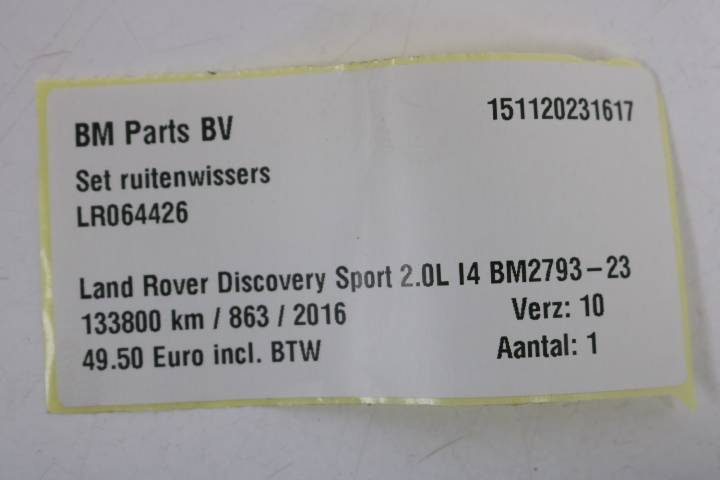 BM Parts BV 151120231617
Set ruitenwissers
LR064426
Land Rover Discovery Sport 2.0L I4 BM2793-23
133800 km / 863 / 2016 Verz: 10
49.50 Euro incl. BTW Aantal: 1